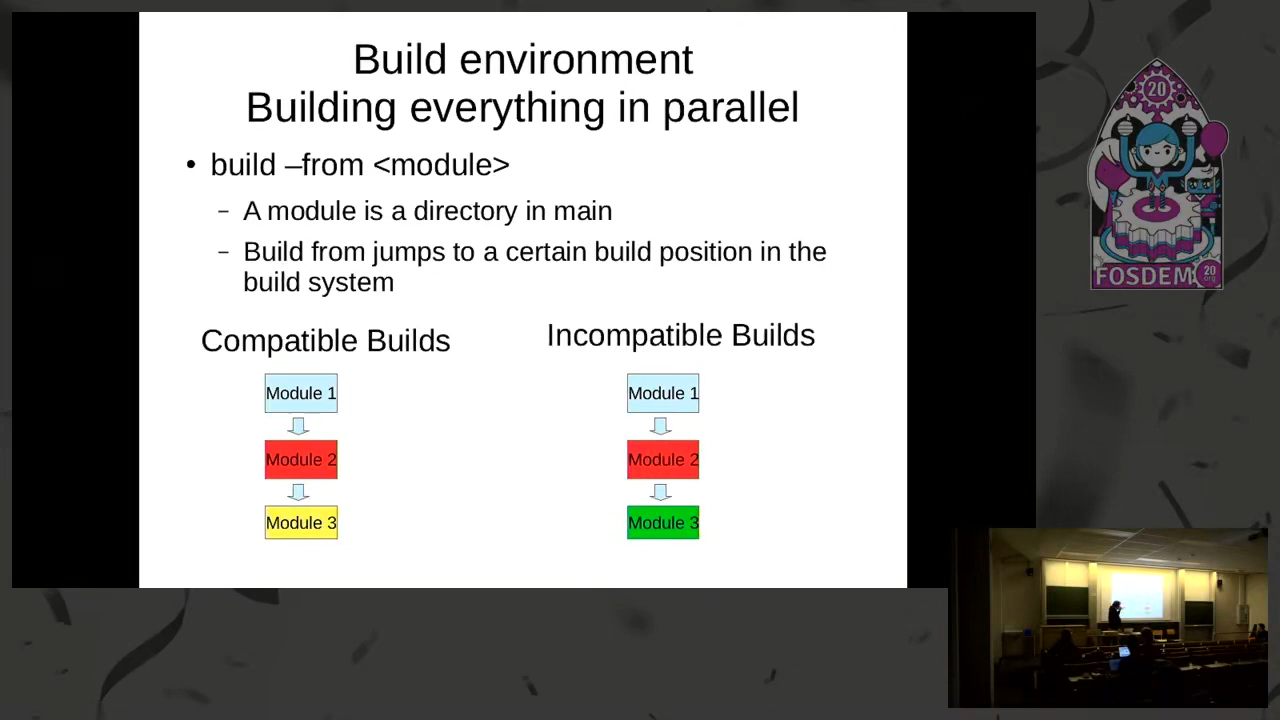 Build environment
Building everything in parallel
• build –from <module>
– A module is a directory in main
– Build from jumps to a certain build position in the
build system
Compatible Builds
Incompatible Builds
Module 1
Module 2
Module 3
Module 1
Module 2
Module 3
20
FOSDEM
20
org